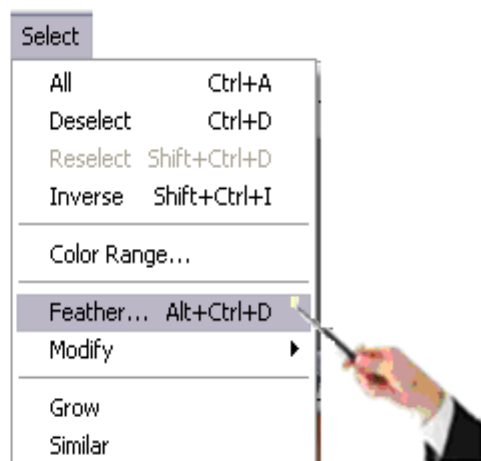 Select
All Ctrl+A
Deselect Ctrl+D
Reselect Shift+Ctrl+D
Inverse Shift+Ctrl+I
Color Range...
Feather... Alt+Ctrl+D
Modify
Grow
Similar